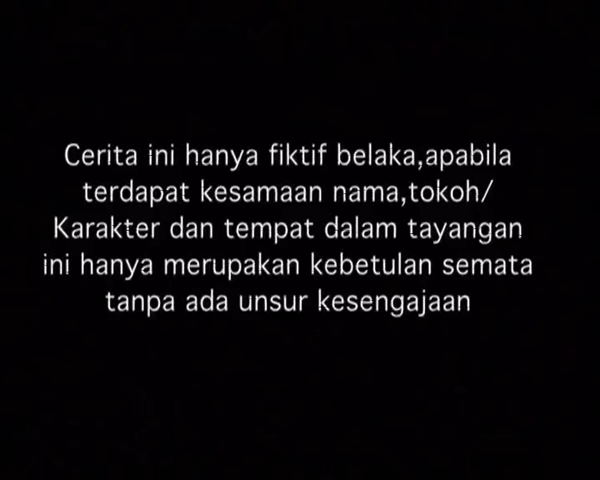 Cerita ini hanya fiktif belaka,apabila
terdapat kesamaan nama,tokoh/
Karakter dan tempat dalam tayangan
ini hanya merupakan kebetulan semata
tanpa ada unsur kesengajaan